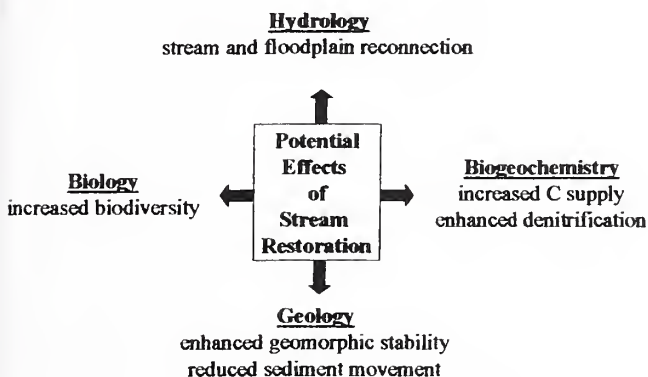 Hydrology
stream and floodplain reconnection
Potential
Effects
of
Stream
Restoration
Biology
increased biodiversity
Biogeochemistry
increased C supply
enhanced denitrification
Geology
enhanced geomorphic stability
reduced sediment movement